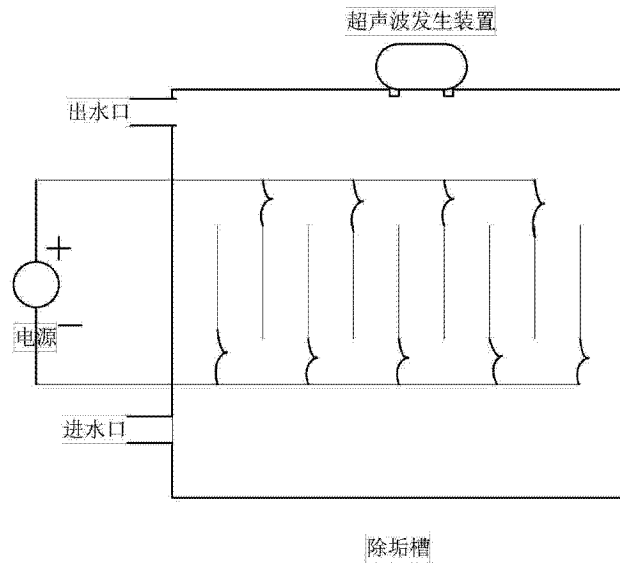 超声波发生装置
出水口
+
电源
—
进水口
除垢槽